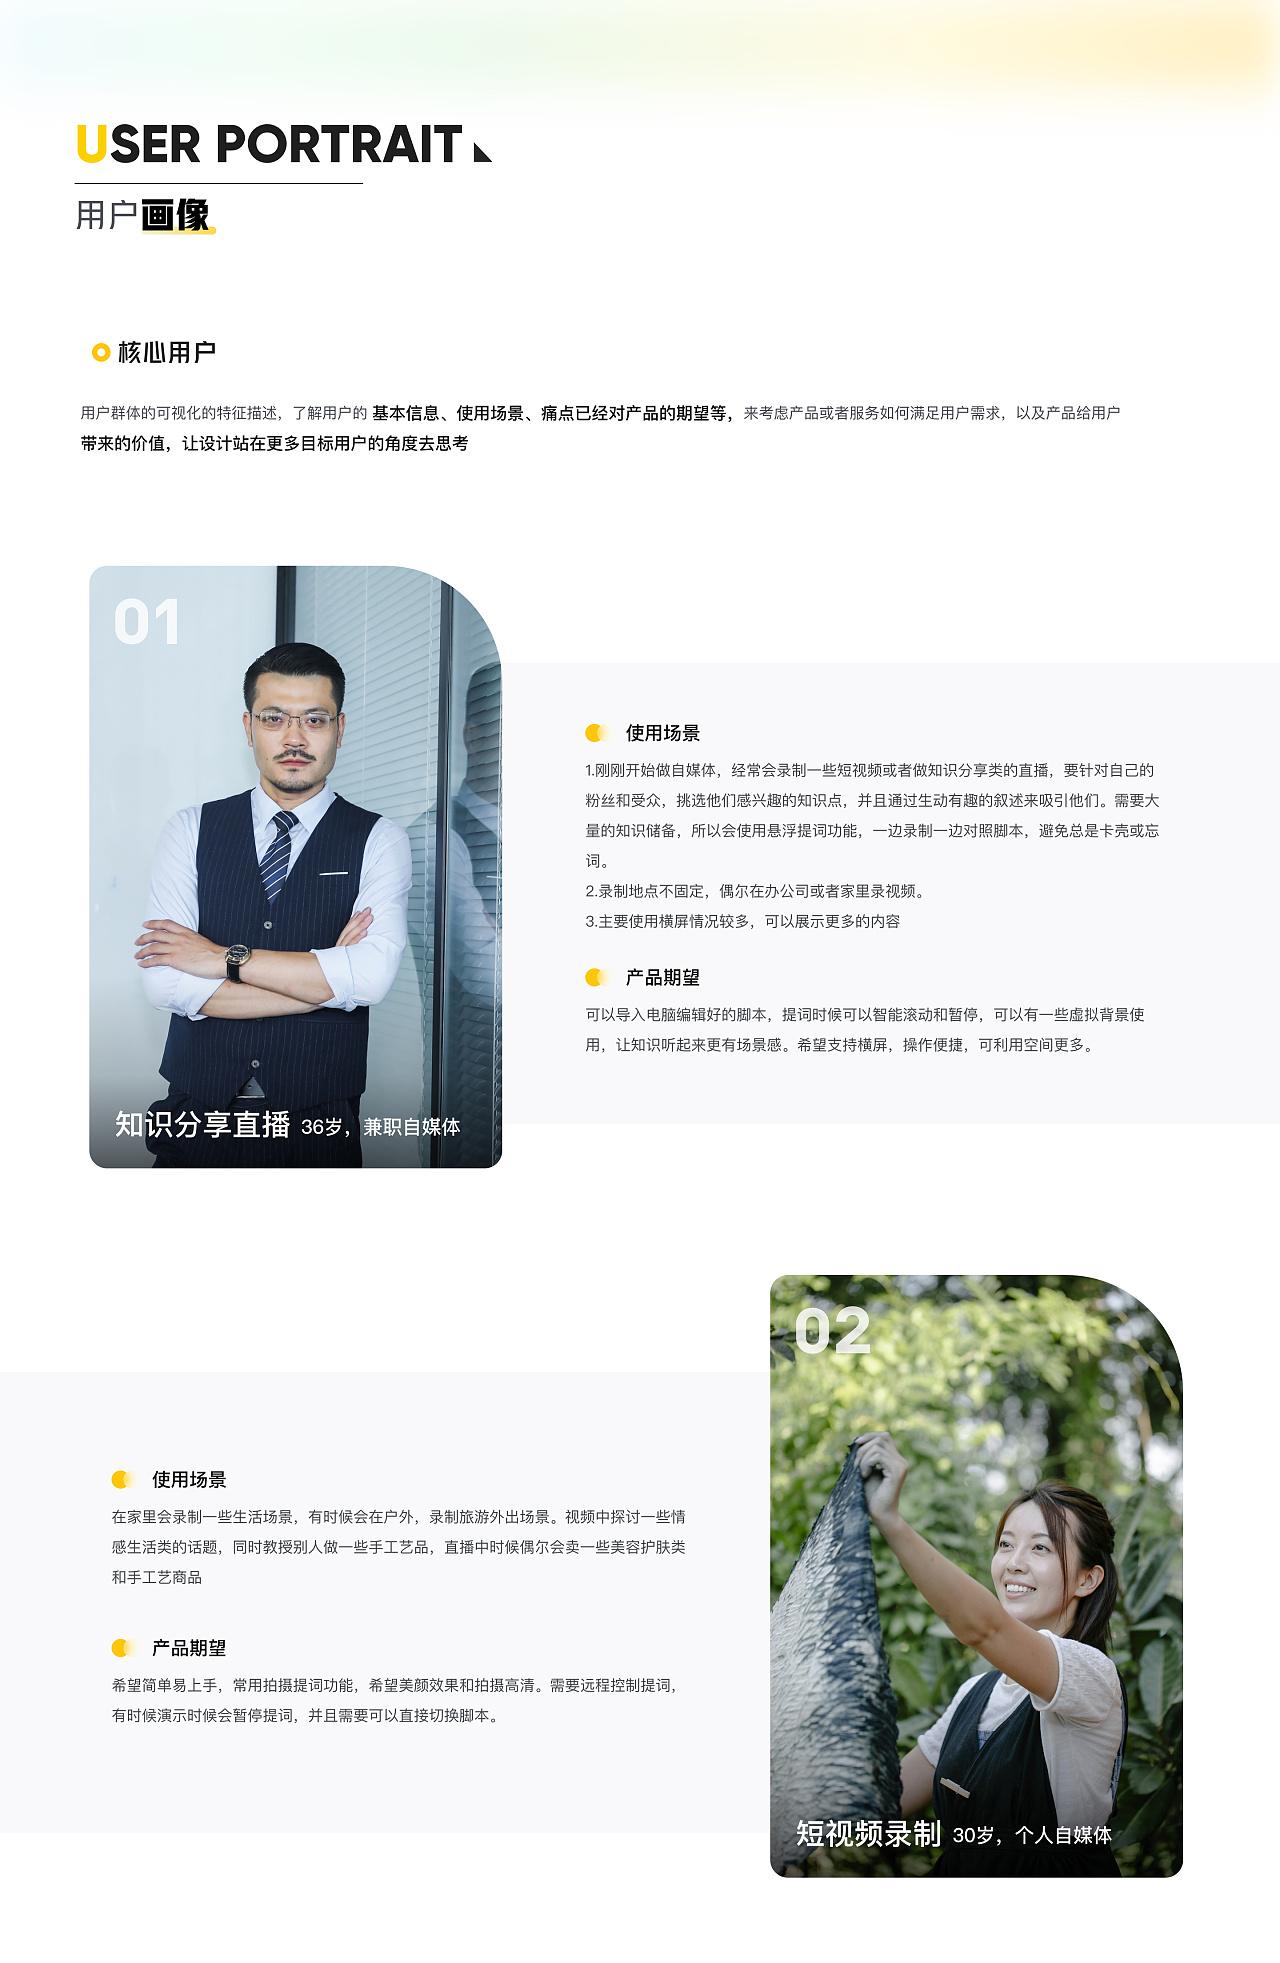 USER PORTRAIT
用户画像
核心用户
用户群体的可视化的特征描述，了解用户的 基本信息、使用场景、痛点已经对产品的期望等，来考虑产品或者服务如何满足用户需求，以及产品给用户
带来的价值，让设计站在更多目标用户的角度去思考
01
知识分享直播 36岁，兼职自媒体
使用场景
1.刚刚开始做自媒体，经常会录制一些短视频或者做知识分享类的直播，要针对自己的
粉丝和受众，挑选他们感兴趣的知识点，并且通过生动有趣的叙述来吸引他们。需要大
量的知识储备，所以会使用悬浮提词功能，一边录制一边对照脚本，避免总是卡壳或忘
词。
2.录制地点不固定，偶尔在办公司或者家里录视频。
3.主要使用横屏情况较多，可以展示更多的内容
产品期望
可以导入电脑编辑好的脚本，提词时候可以智能滚动和暂停，可以有一些虚拟背景使
用，让知识听起来更有场景感。希望支持横屏，操作便捷，可利用空间更多。
02
短视频录制 30岁，个人自媒体
使用场景
在家里会录制一些生活场景，有时候会在户外，录制旅游外出场景。视频中探讨一些情
感生活类的话题，同时教授别人做一些手工艺品，直播中时候偶尔会卖一些美容护肤类
和手工艺商品
产品期望
希望简单易上手，常用拍摄提词功能，希望美颜效果和拍摄高清。需要远程控制提词，
有时候演示时候会暂停提词，并且需要可以直接切换脚本。